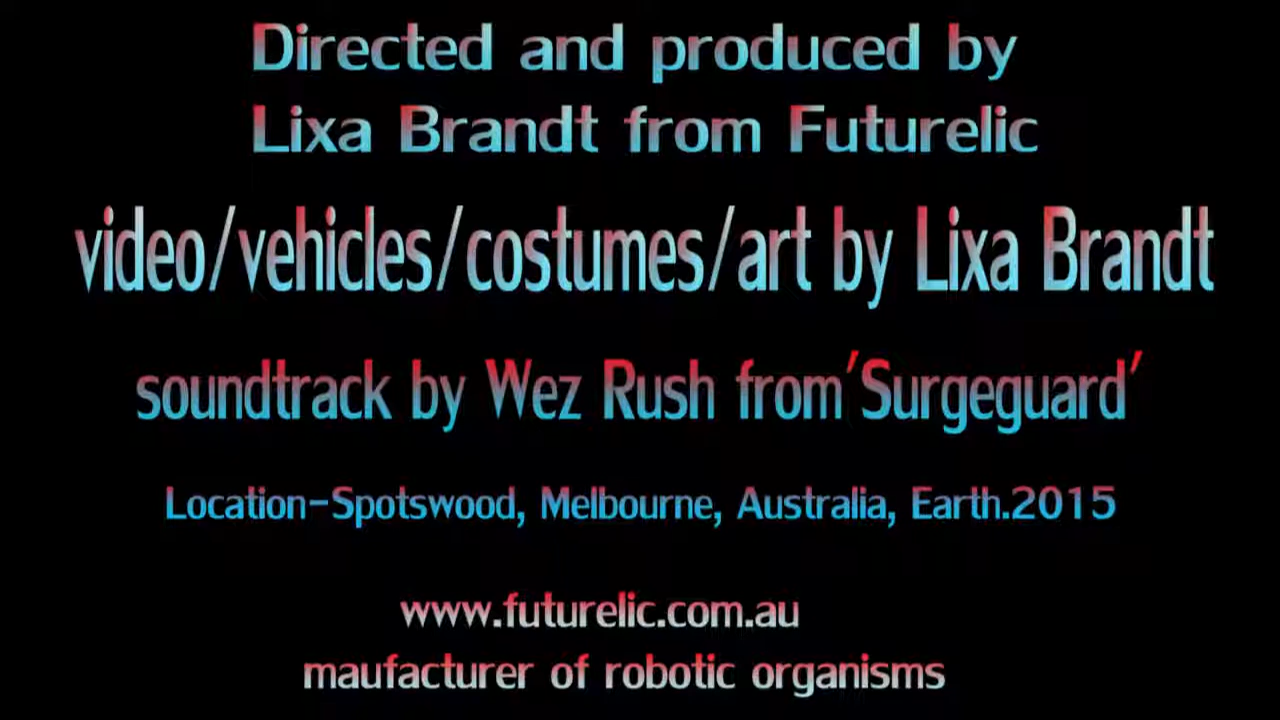 Directed and produced by
Lixa Brandt from Futurelic
video/vehicles/costumes/art by Lixa Brandt
soundtrack by Wez Rush from'Surgeguard'
Location-Spotswood, Melbourne, Australia, Earth.2015
www.futurelic.com.au
maufacturer of robotic organisms